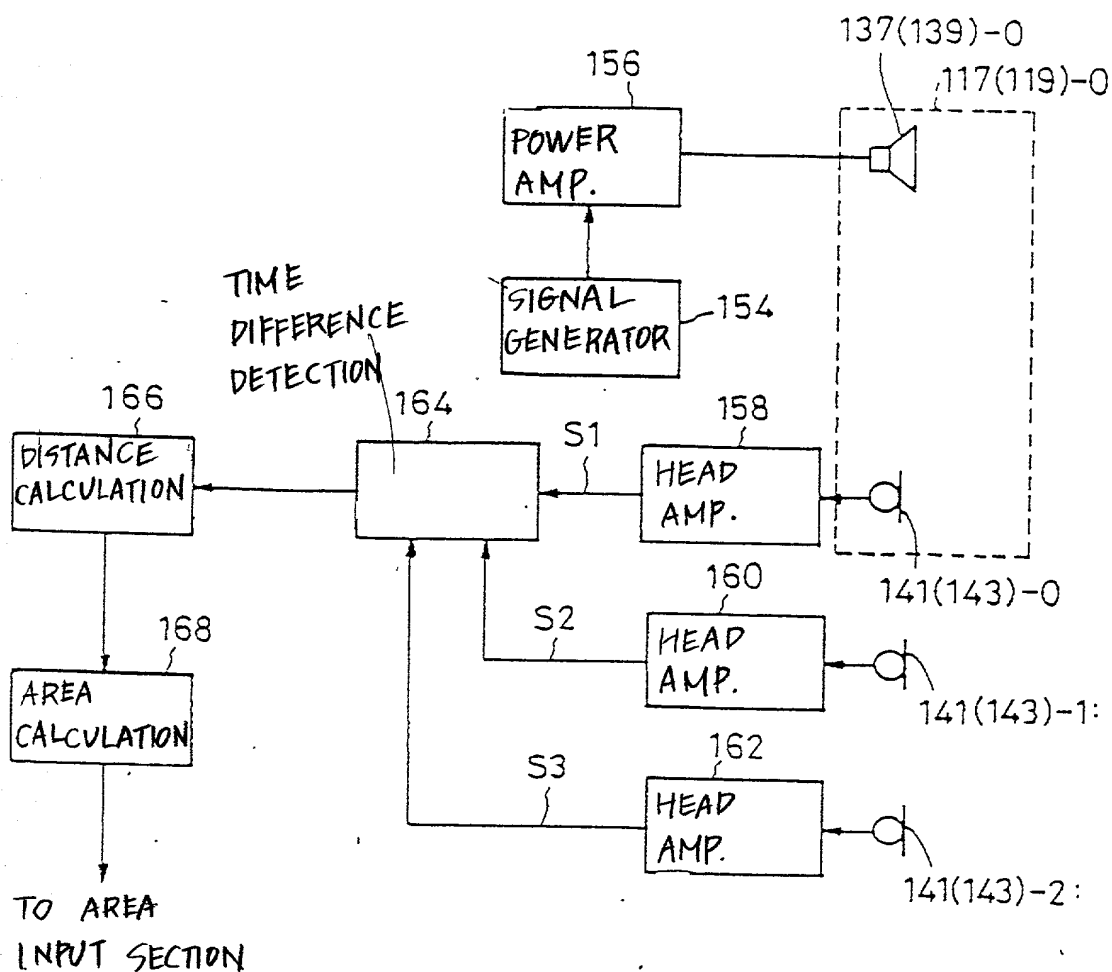 137(139)-0
156
117(119)-0
POWER
AMP.
TIME
DIFFERENCE
DETECTION
SIGNAL
GENERATOR
154
166
164
158
S1
DISTANCE
CALCULATION
HEAD
AMP.
141(143)-0
160
168
S2
HEAD
AMP.
AREA
CALCULATION
141(143)-1:
162
S3
HEAD
AMP.
141(143)-2:
TO AREA
INPUT SECTION